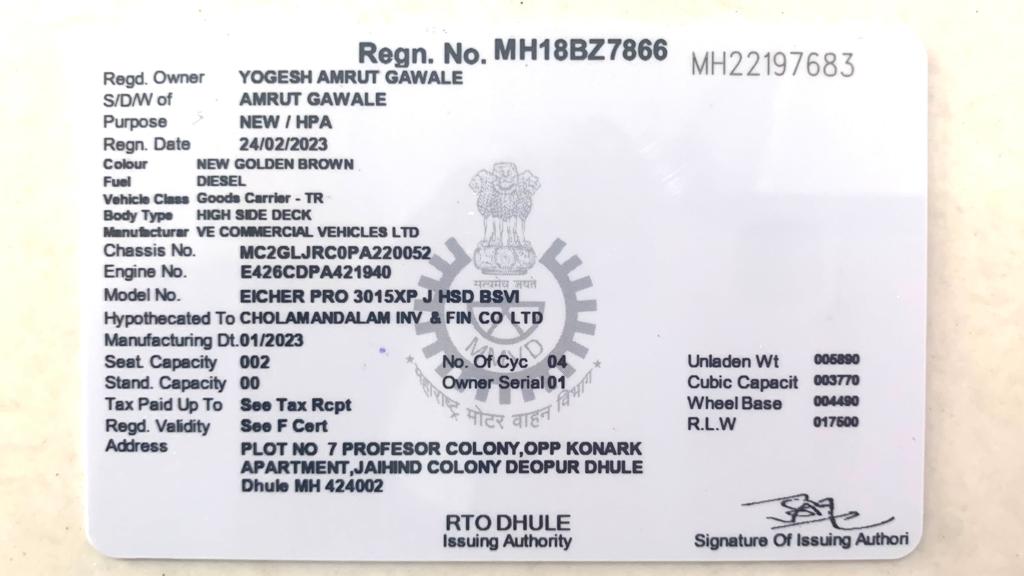 Regn. No. MH18BZ7866 MH22197683
Regd. Owner YOGESH AMRUT GAWALE
S/D/W of AMRUT GAWALE
Purpose NEW / HPA
Regn. Date 24/02/2023
Colour NEW GOLDEN BROWN
Fuel DIESEL
Vehicle Class Goods Carrier - TR
Body Type HIGH SIDE DECK
Manufacturar VE COMMERCIAL VEHICLES LTD
Chassis No. MC2GLJRC0PA220052
Engine No. E426CDPA421940
सत्यमेव जयते
Model No. EICHER PRO 3015XP J HSD BSVI
Hypothecated To CHOLAMANDALAM INV & FIN CO LTD
Manufacturing Dt.01/2023
MMVD
Seat. Capacity 002 No. Of Cyc 04 Unladen Wt 005890
Stand. Capacity 00 Owner Serial 01 Cubic Capacit 003770
Tax Paid Up To See Tax Rcpt Wheel Base 004490
महाराष्ट्र मोटर वाहन विभाग
Regd. Validity See F Cert R.L.W 017500
Address PLOT NO 7 PROFESOR COLONY,OPP KONARK
APARTMENT,JAIHIND COLONY DEOPUR DHULE
Dhule MH 424002
RTO DHULE
Issuing Authority
Signature Of Issuing Authori